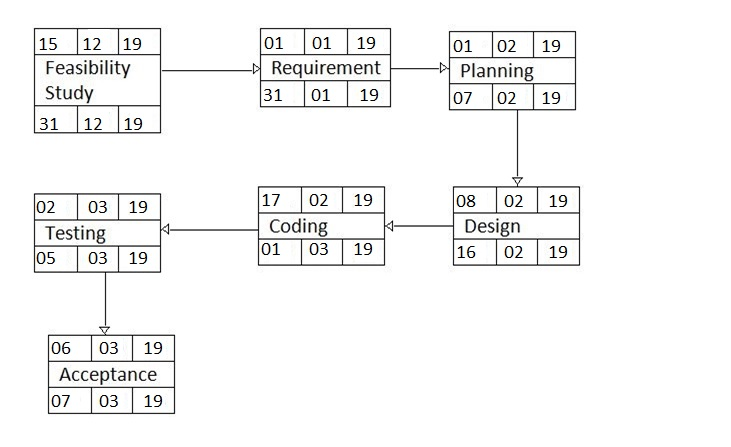 15 12 19
Feasibility
Study
31 12 19
01 01 19
Requirement
31 01 19
01 02 19
Planning
07 02 19
08 02 19
Design
16 02 19
17 02 19
Coding
01 03 19
02 03 19
Testing
05 03 19
06 03 19
Acceptance
07 03 19